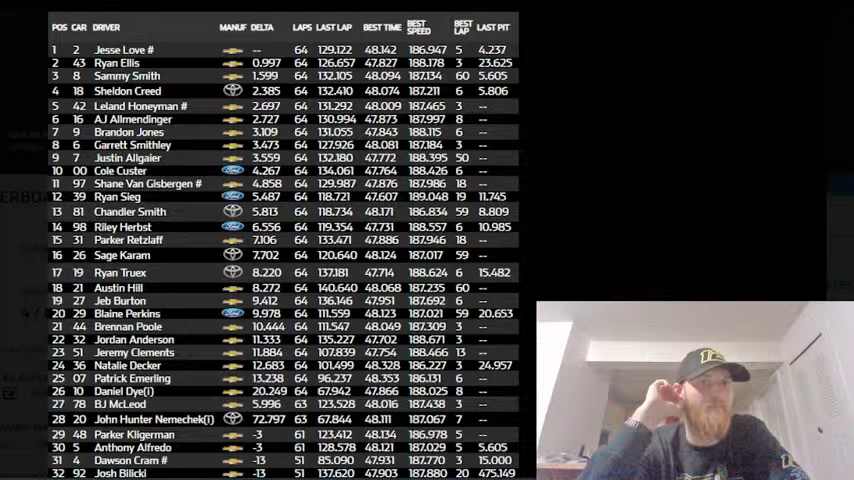 POS CAR DRIVER MANUF DELTA LAPS LAST LAP BEST TIME BEST SPEED BEST LAP LAST PIT
1 2 Jesse Love # -- 64 129.122 48.142 186.947 5 4.237
2 43 Ryan Ellis 0.997 64 126.657 47.827 188.178 3 23.625
3 8 Sammy Smith 1.599 64 132.105 48.094 187.134 60 5.605
4 18 Sheldon Creed 2.385 64 132.410 48.074 187.211 6 5.806
5 42 Leland Honeyman # 2.697 64 131.292 48.009 187.465 3 --
6 16 AJ Allmendinger 2.727 64 130.994 47.873 187.997 8 --
7 9 Brandon Jones 3.109 64 131.055 47.843 188.115 6 --
8 6 Garrett Smithley 3.473 64 127.926 48.081 187.184 3 --
9 7 Justin Allgaier 3.559 64 132.180 47.772 188.395 50 --
10 00 Cole Custer Ford 4.267 64 134.061 47.764 188.426 6 --
11 97 Shane Van Gisbergen # 4.858 64 129.987 47.876 187.986 18 --
12 39 Ryan Sieg Ford 5.487 64 118.721 47.607 189.048 19 11.745
13 81 Chandler Smith 5.813 64 118.734 48.171 186.834 59 8.809
14 98 Riley Herbst Ford 6.556 64 119.354 47.731 188.557 6 10.985
15 31 Parker Retzlaff 7.106 64 133.471 47.886 187.946 18 --
16 26 Sage Karam 7.702 64 120.640 48.124 187.017 59 --
17 19 Ryan Truex 8.220 64 137.181 47.714 188.624 6 15.482
18 21 Austin Hill 8.272 64 140.640 48.068 187.235 60 --
19 27 Jeb Burton 9.412 64 136.146 47.951 187.692 6 --
20 29 Blaine Perkins Ford 9.978 64 111.559 48.123 187.021 59 20.653
21 44 Brennan Poole 10.444 64 111.547 48.049 187.309 3 --
22 32 Jordan Anderson 11.333 64 135.227 47.702 188.671 3 --
23 51 Jeremy Clements 11.884 64 107.839 47.754 188.466 13 --
24 36 Natalie Decker 12.683 64 101.499 48.328 186.227 3 24.957
25 07 Patrick Emerling 13.238 64 96.237 48.353 186.131 6 --
26 10 Daniel Dye(i) 20.249 64 67.942 47.866 188.025 8 --
27 78 BJ McLeod 5.996 63 123.528 48.016 187.438 3 --
28 20 John Hunter Nemechek(i) 72.797 63 67.844 48.111 187.067 7 --
29 48 Parker Kligerman -3 61 123.412 48.134 186.978 5 --
30 5 Anthony Alfredo -3 61 128.578 48.121 187.029 5 5.605
31 4 Dawson Cram # -13 51 85.090 47.931 187.770 3 15.000
32 92 Josh Bilicki -13 51 137.620 47.903 187.880 20 475.149